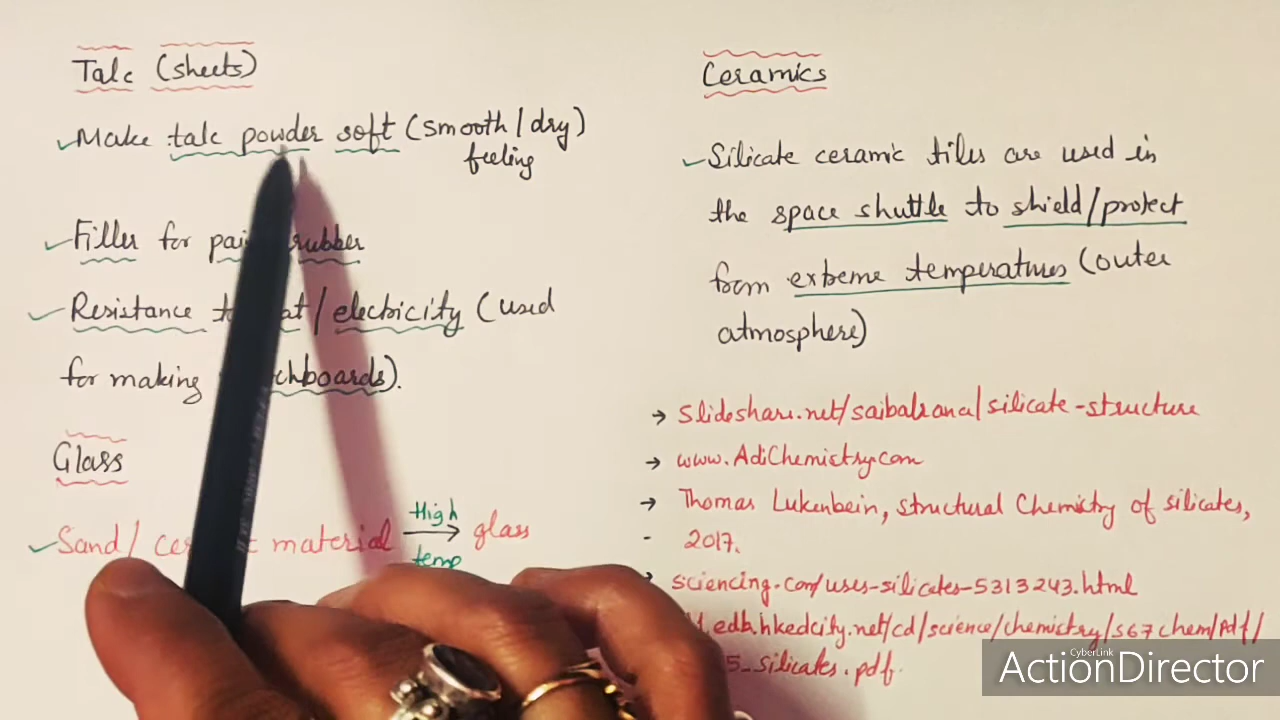 Talc (sheets)
✓ Make talc powder soft (smooth/dry)
feeling
✓ Filler for rubber
✓ Resistance / electricity (used
for making
Glass
✓ Sand/ material High temp → glass
Ceramics
✓ Silicate ceramic tiles are used in
the space shuttle to shield/protect
from extreme temperatures (outer
atmosphere)
→ slideshare.net/saibalrana/silicate-structure
→ www.AdiChemistry.com
→ Thomas Lukenbein, structural Chemistry of silicates,
- 2017.
sciencing.com/uses-silicates-5313243.html
edb.hkedcity.net/cd/science/chemistry/s67chem/pdf/
5_silicates.pdf.
CyberLink
ActionDirector